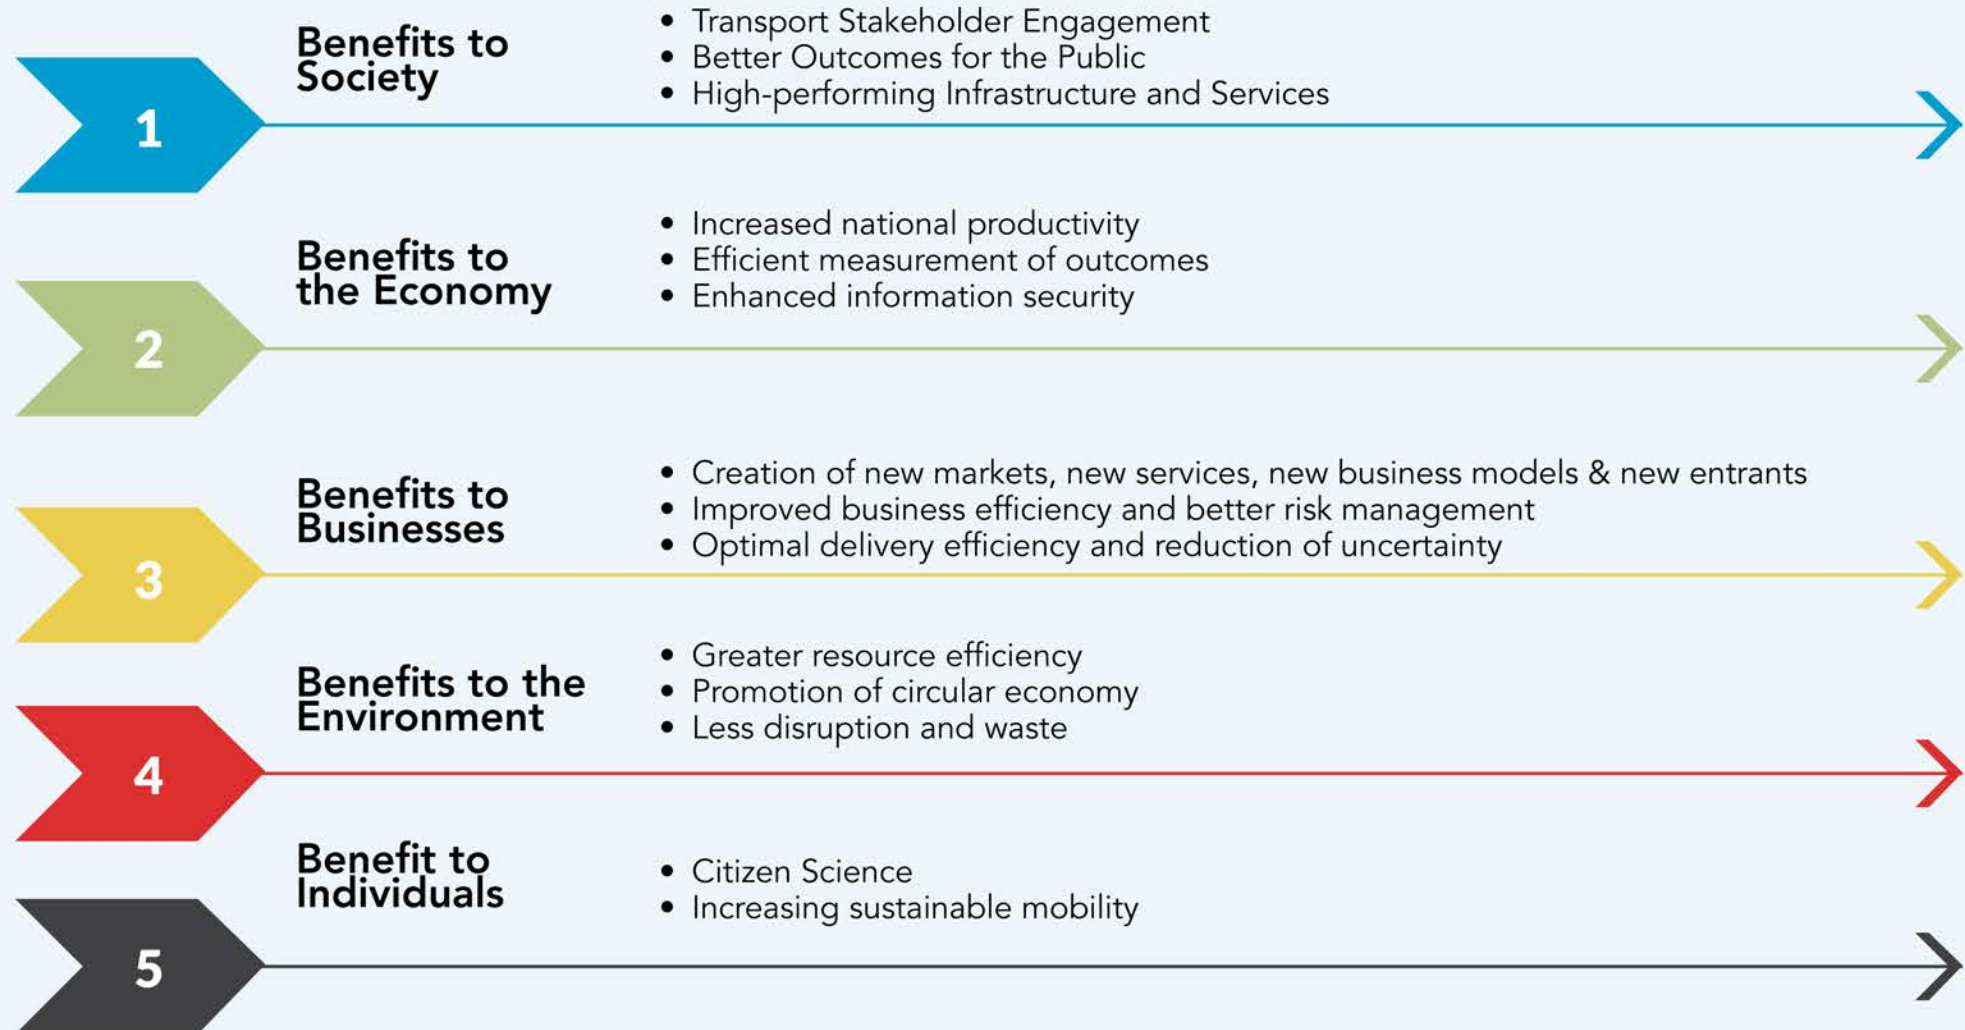 Benefits to
Society
• Transport Stakeholder Engagement
• Better Outcomes for the Public
• High-performing Infrastructure and Services
1
Benefits to
the Economy
• Increased national productivity
• Efficient measurement of outcomes
• Enhanced information security
2
Benefits to
Businesses
• Creation of new markets, new services, new business models & new entrants
• Improved business efficiency and better risk management
• Optimal delivery efficiency and reduction of uncertainty
3
Benefits to the
Environment
• Greater resource efficiency
• Promotion of circular economy
• Less disruption and waste
4
Benefit to
Individuals
• Citizen Science
• Increasing sustainable mobility
5